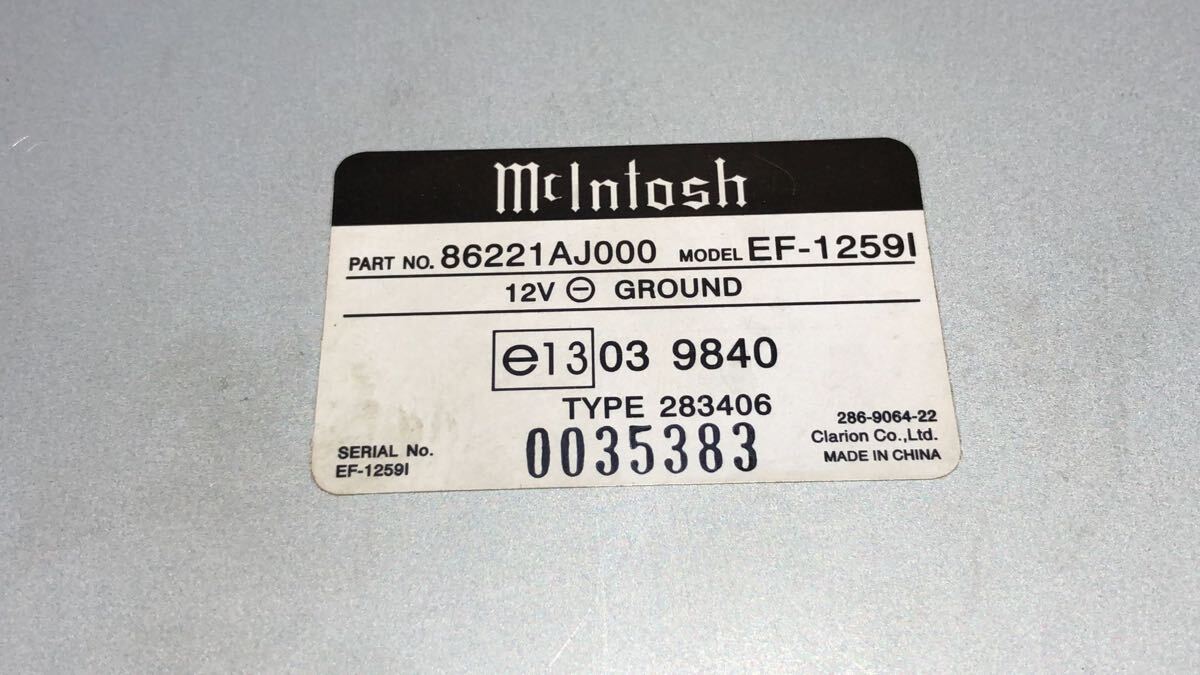 McIntosh
PART NO. 86221AJ000 MODEL EF-1259I
12V ⊖ GROUND
e13 03 9840
TYPE 283406
286-9064-22
SERIAL No. 0035383 Clarion Co.,Ltd.
EF-1259I MADE IN CHINA